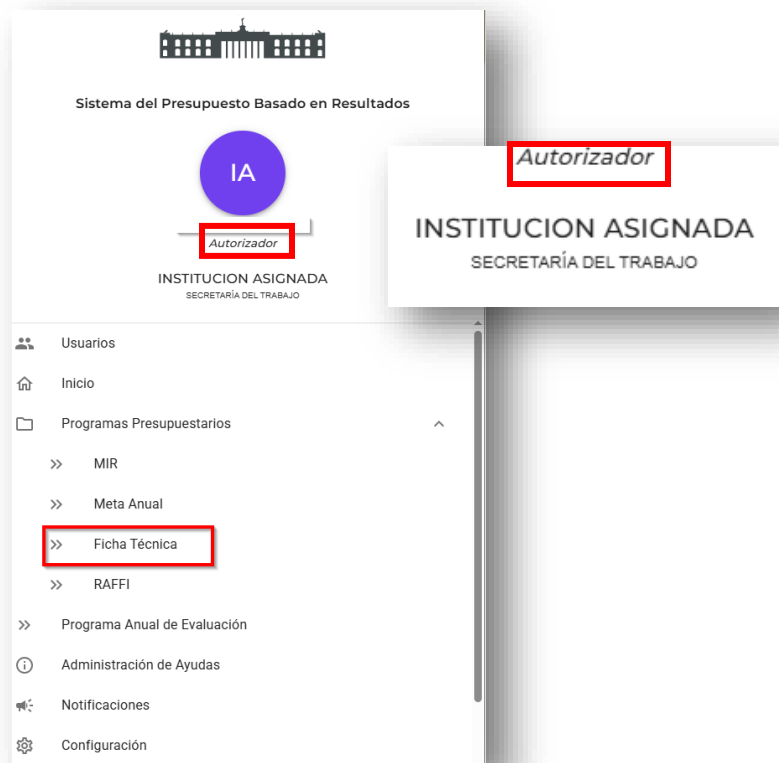 Sistema del Presupuesto Basado en Resultados
IA
Autorizador
INSTITUCION ASIGNADA
SECRETARÍA DEL TRABAJO
Autorizador
INSTITUCION ASIGNADA
SECRETARÍA DEL TRABAJO
Usuarios
Inicio
Programas Presupuestarios
MIR
Meta Anual
Ficha Técnica
RAFFI
Programa Anual de Evaluación
Administración de Ayudas
Notificaciones
Configuración